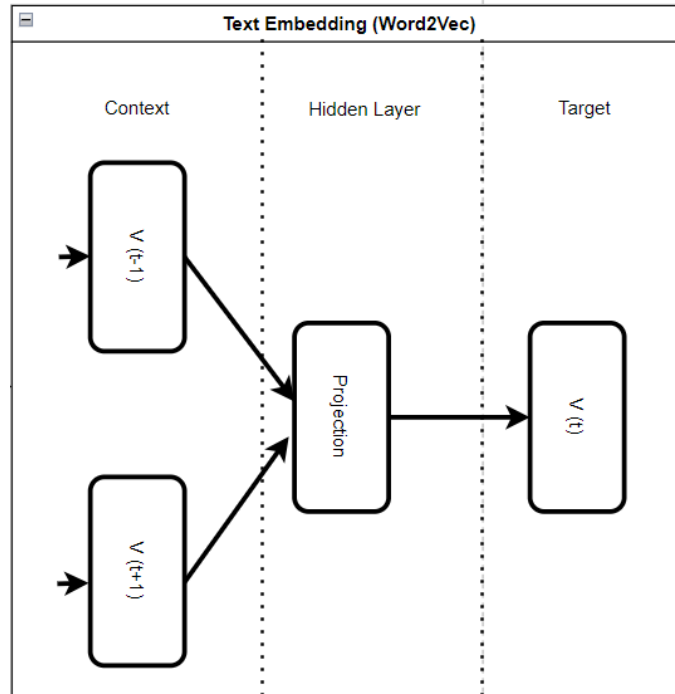 Text Embedding (Word2Vec)
Context
Hidden Layer
Target
V (t-1)
Projection
V (t)
V (t+1)